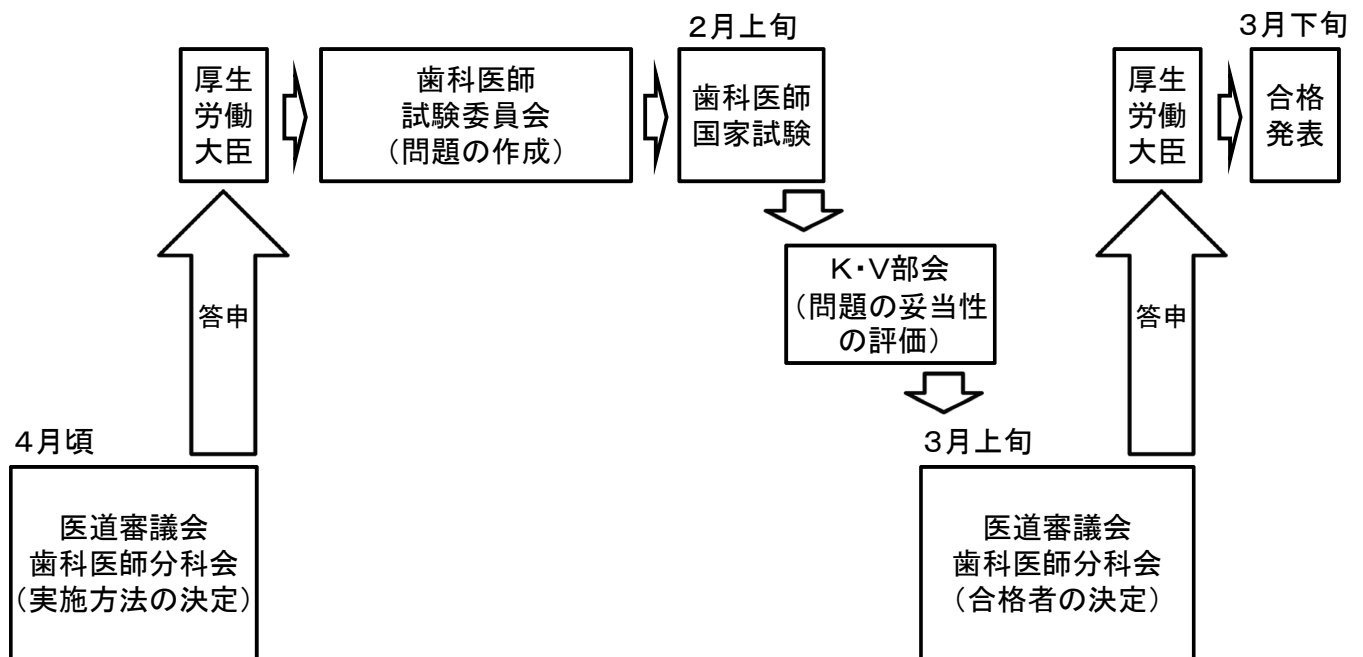 2月上旬
3月下旬
厚生
労働
大臣
歯科医師
試験委員会
（問題の作成）
歯科医師
国家試験
厚生
労働
大臣
合格
発表
K・V部会
（問題の妥当性
の評価）
答申
答申
4月頃
3月上旬
医道審議会
歯科医師分科会
（実施方法の決定）
医道審議会
歯科医師分科会
（合格者の決定）